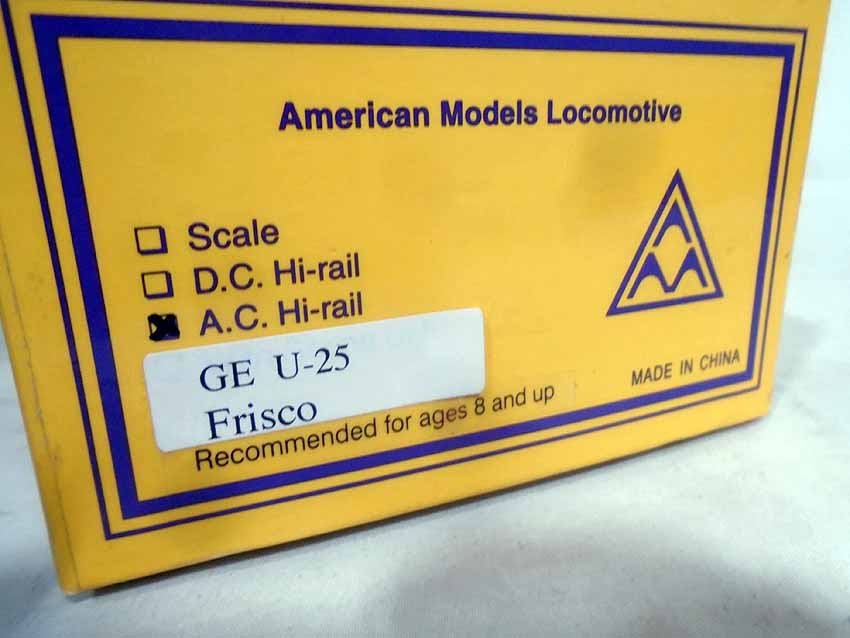 American Models Locomotive
Scale
D.C. Hi-rail
A.C. Hi-rail
GE U-25
Frisco
Recommended for ages 8 and up
MADE IN CHINA